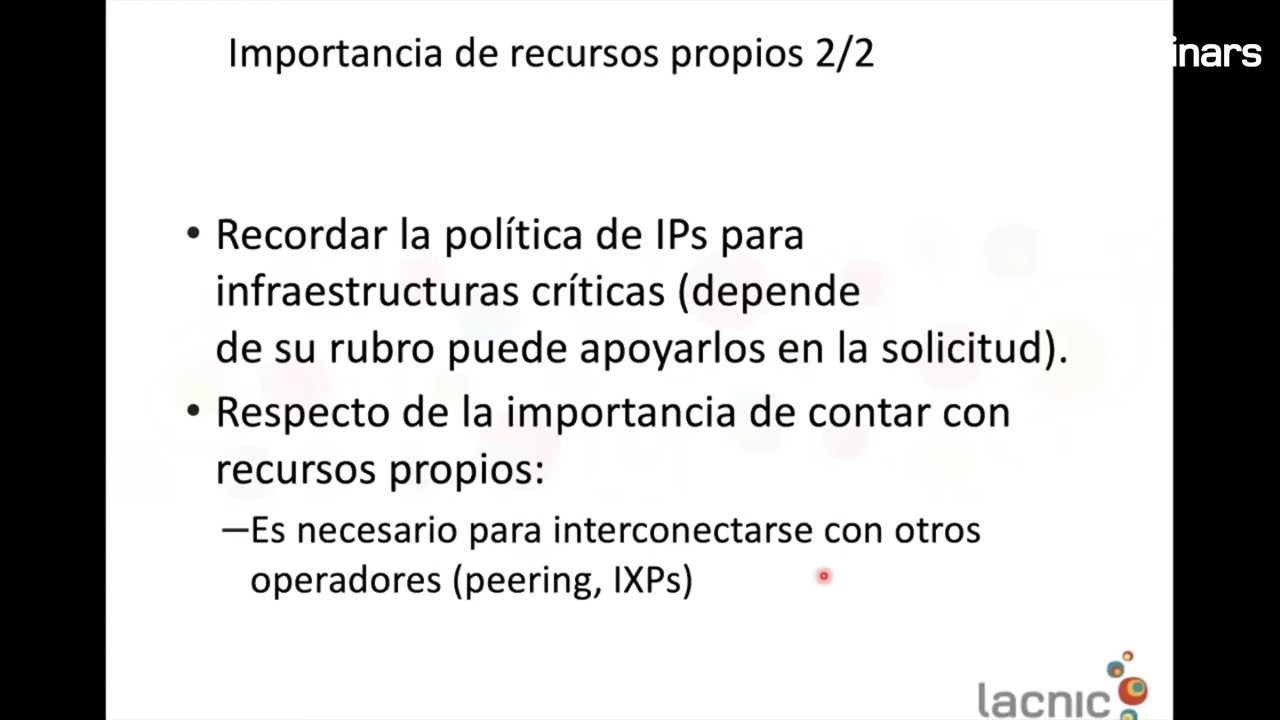 Importancia de recursos propios 2/2
inars
• Recordar la política de IPs para
infraestructuras críticas (depende
de su rubro puede apoyarlos en la solicitud).
• Respecto de la importancia de contar con
recursos propios:
—Es necesario para interconectarse con otros
operadores (peering, IXPs)
lacnic